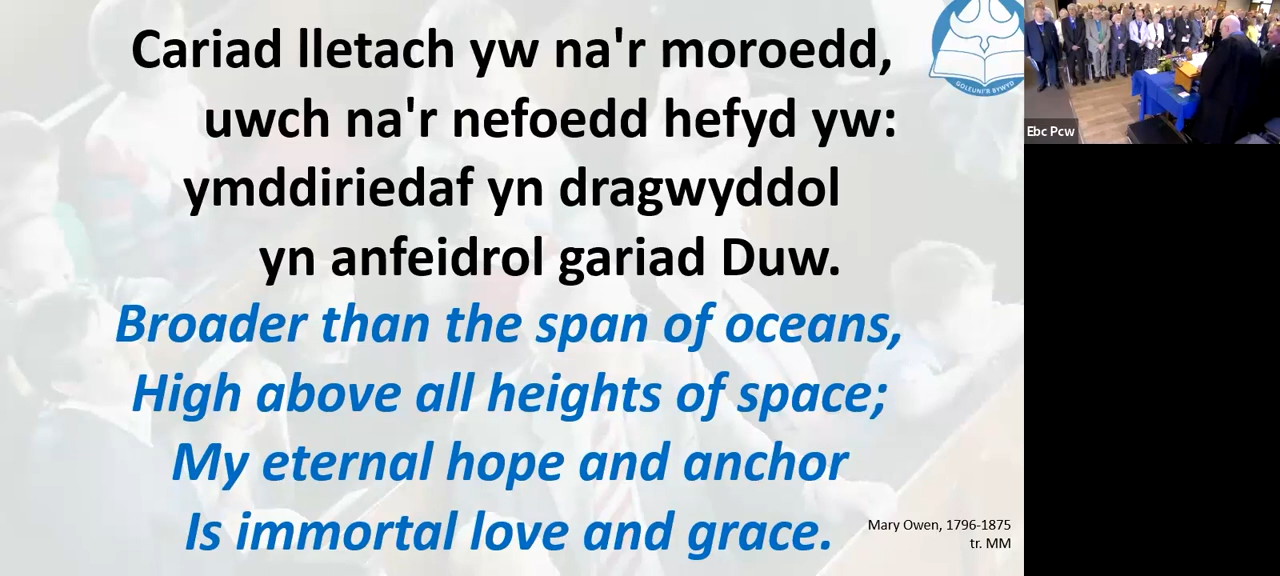 Cariad lletach yw na'r moroedd,
uwch na'r nefoedd hefyd yw:
ymddiriedaf yn dragwyddol
yn anfeidrol gariad Duw.
Broader than the span of oceans,
High above all heights of space;
My eternal hope and anchor
Is immortal love and grace.
Mary Owen, 1796-1875
tr. MM
GOLEUNI'R BYWYD
Ebc Pcw